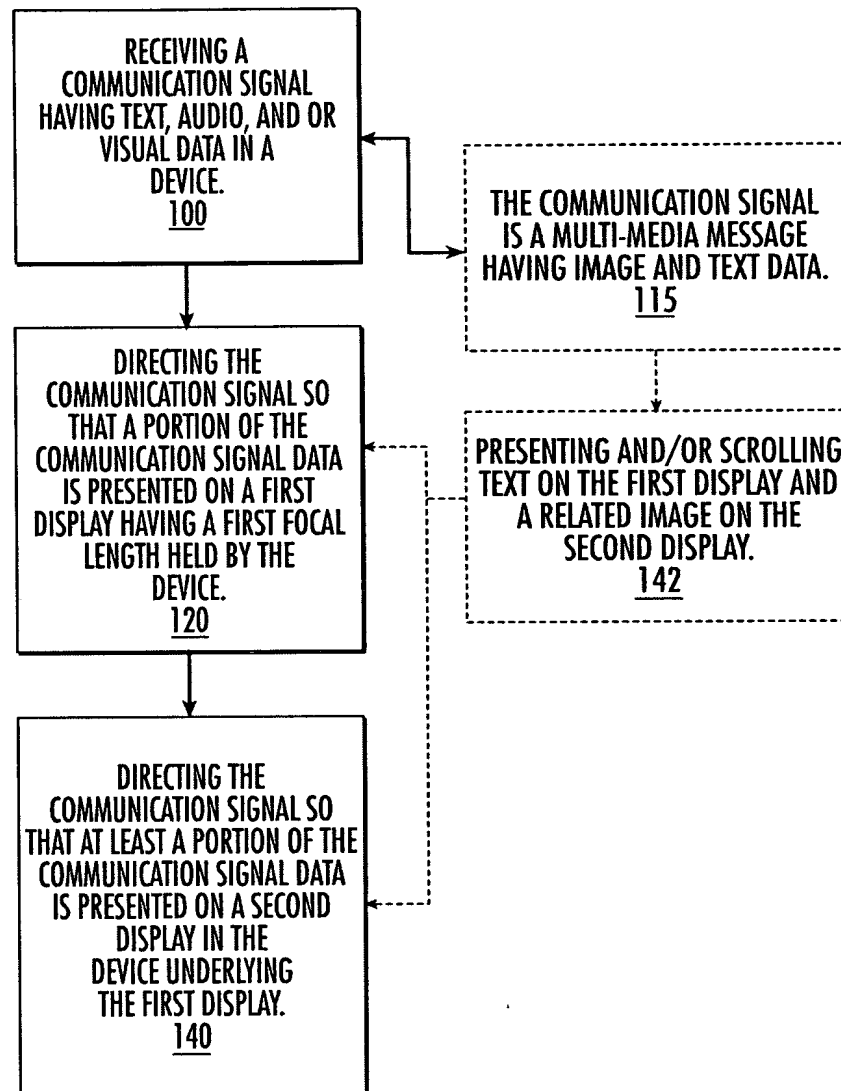 RECEIVING A
COMMUNICATION SIGNAL
HAVING TEXT, AUDIO, AND OR
VISUAL DATA IN A
DEVICE.
100
THE COMMUNICATION SIGNAL
IS A MULTI-MEDIA MESSAGE
HAVING IMAGE AND TEXT DATA.
115
DIRECTING THE
COMMUNICATION SIGNAL SO
THAT A PORTION OF THE
COMMUNICATION SIGNAL DATA
IS PRESENTED ON A FIRST
DISPLAY HAVING A FIRST FOCAL
LENGTH HELD BY THE
DEVICE.
120
PRESENTING AND/OR SCROLLING
TEXT ON THE FIRST DISPLAY AND
A RELATED IMAGE ON THE
SECOND DISPLAY.
142
DIRECTING THE
COMMUNICATION SIGNAL SO
THAT AT LEAST A PORTION OF THE
COMMUNICATION SIGNAL DATA
IS PRESENTED ON A SECOND
DISPLAY IN THE
DEVICE UNDERLYING
THE FIRST DISPLAY.
140